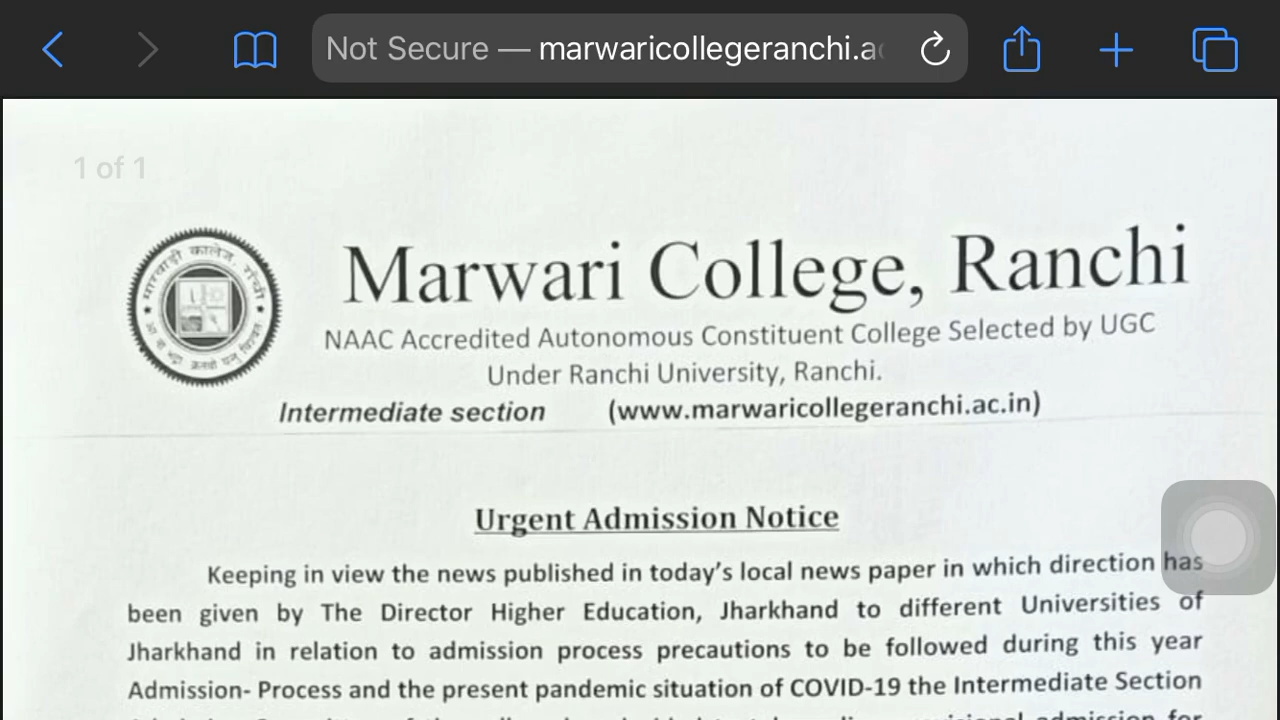 Not Secure — marwaricollegeranchi.a
1 of 1
मारवाड़ी कालेज, राँची
Marwari College, Ranchi
NAAC Accredited Autonomous Constituent College Selected by UGC
Under Ranchi University, Ranchi.
Intermediate section (www.marwaricollegeranchi.ac.in)
Urgent Admission Notice
Keeping in view the news published in today's local news paper in which direction has
been given by The Director Higher Education, Jharkhand to different Universities of
Jharkhand in relation to admission process precautions to be followed during this year
Admission- Process and the present pandemic situation of COVID-19 the Intermediate Section